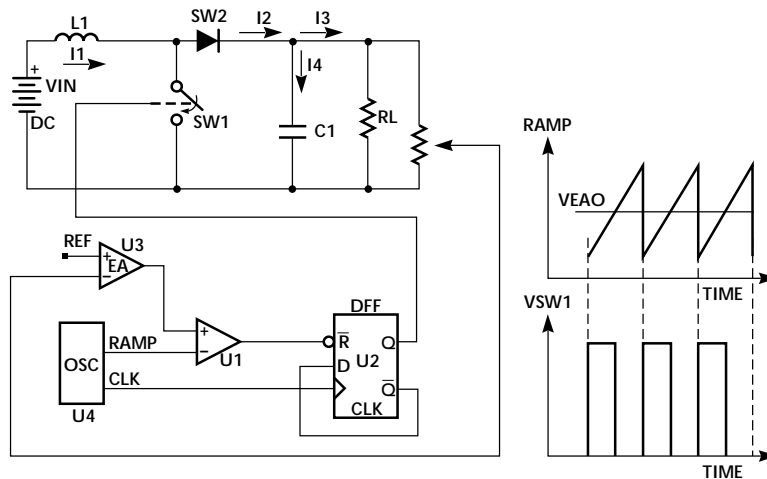 L1
I1
VIN
DC
SW2
I2
I3
I4
SW1
C1
RL
REF
U3
EA
U1
OSC
RAMP
CLK
U4
DFF
R
D
U2
Q
Q
CLK
RAMP
VEAO
TIME
VSW1
TIME